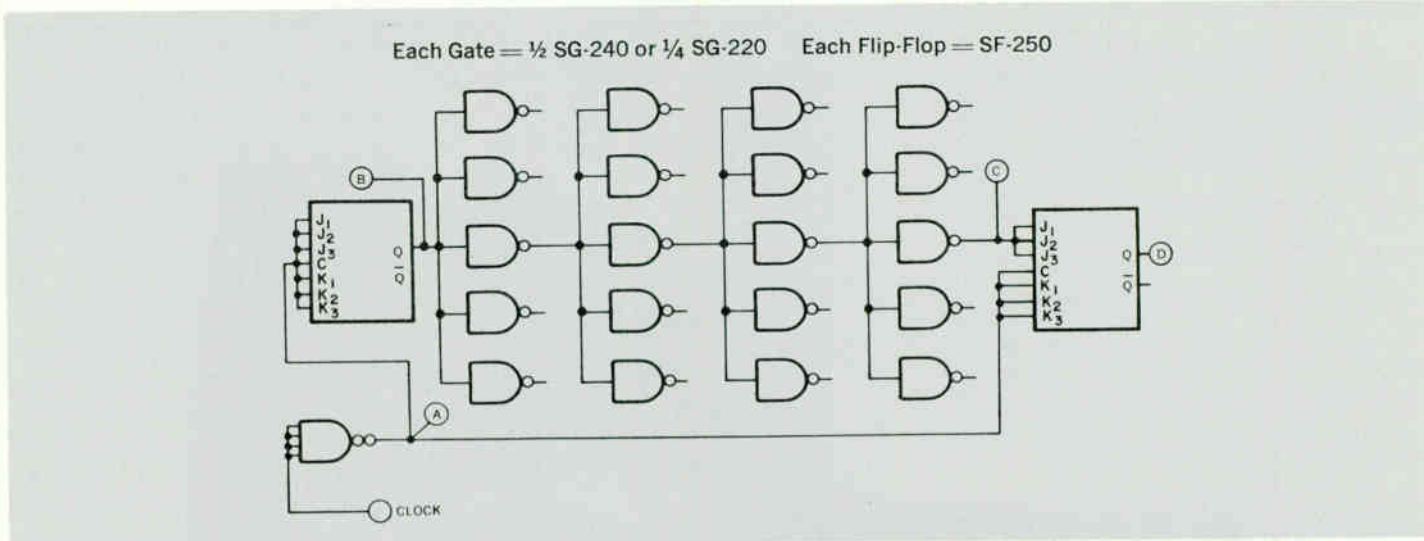 Each Gate = ½ SG-240 or ¼ SG-220 Each Flip-Flop = SF-250
B
C
J1
J2
J3
C
K1
K2
K3
Q
Q̅
J1
J2
J3
C
K1
K2
K3
Q
Q̅
D
A
CLOCK